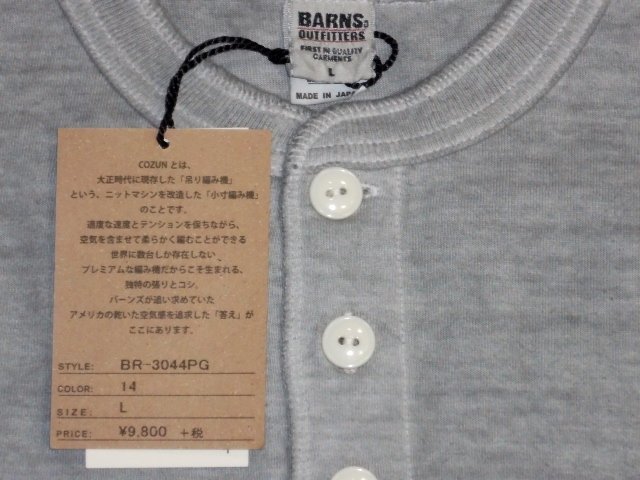 BARNS
OUTFITTERS
FIRST IN QUALITY
GARMENTS
L
MADE IN JAPA
COZUN とは、
大正時代に現存した「吊り編み機」
という、ニットマシンを改造した「小寸編み機」
のことです。
適度な速度とテンションを保ちながら、
空気を含ませて柔らかく編むことができる
世界に数台しか存在しない
プレミアムな編み機だからこそ生まれる、
独特の張りとコシ。
バーンズが追い求めていた
アメリカの乾いた空気感を追求した「答え」が
ここにあります。
STYLE: BR-3044PG
COLOR: 14
SIZE: L
PRICE: ¥9,800 +税